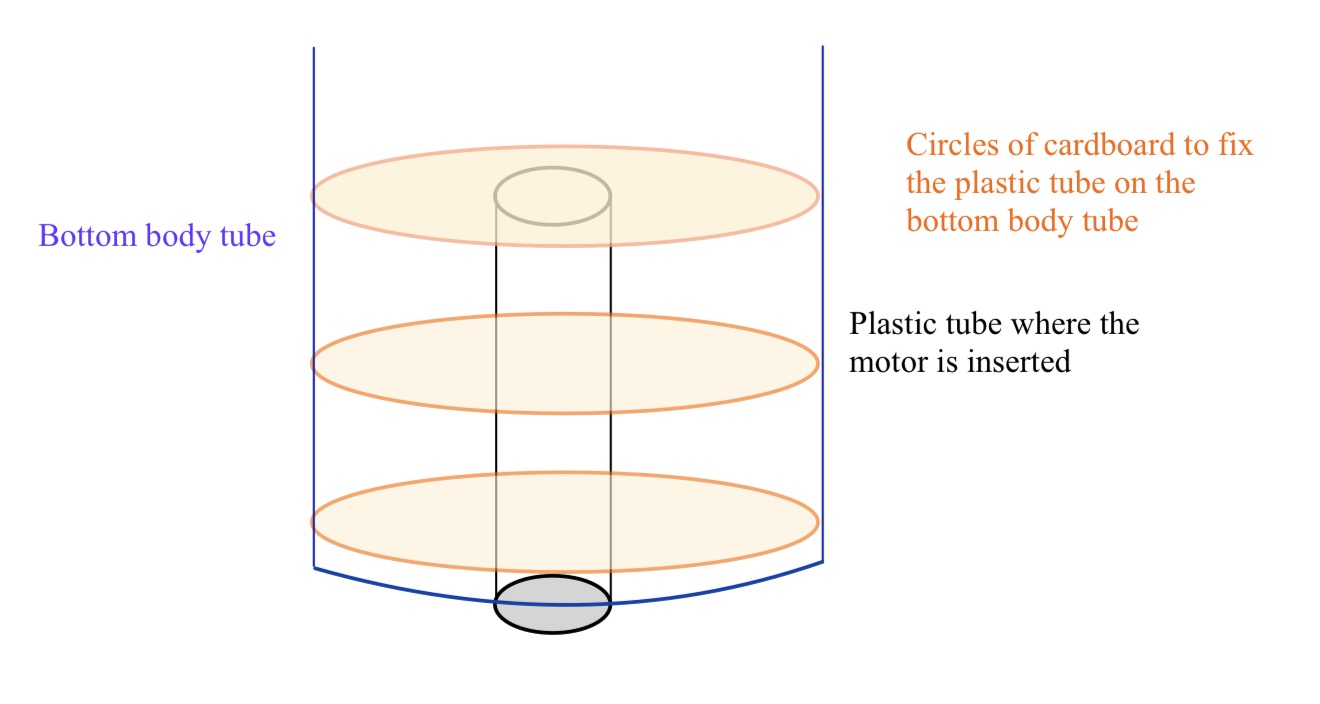 Circles of cardboard to fix
the plastic tube on the
bottom body tube
Bottom body tube
Plastic tube where the
motor is inserted